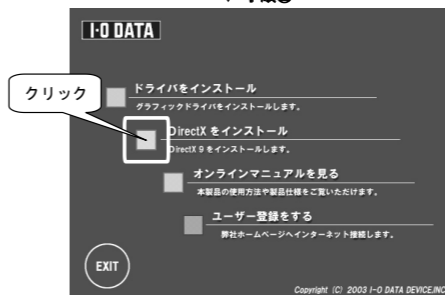 I-O DATA
クリック
ドライバをインストール
グラフィックドライバをインストールします。
DirectX をインストール
DirectX 9 をインストールします。
オンラインマニュアルを見る
本製品の使用方法や製品仕様をご覧いただけます。
ユーザー登録をする
弊社ホームページへインターネット接続します。
EXIT
Copyright (C) 2003 I-O DATA DEVICE,INC